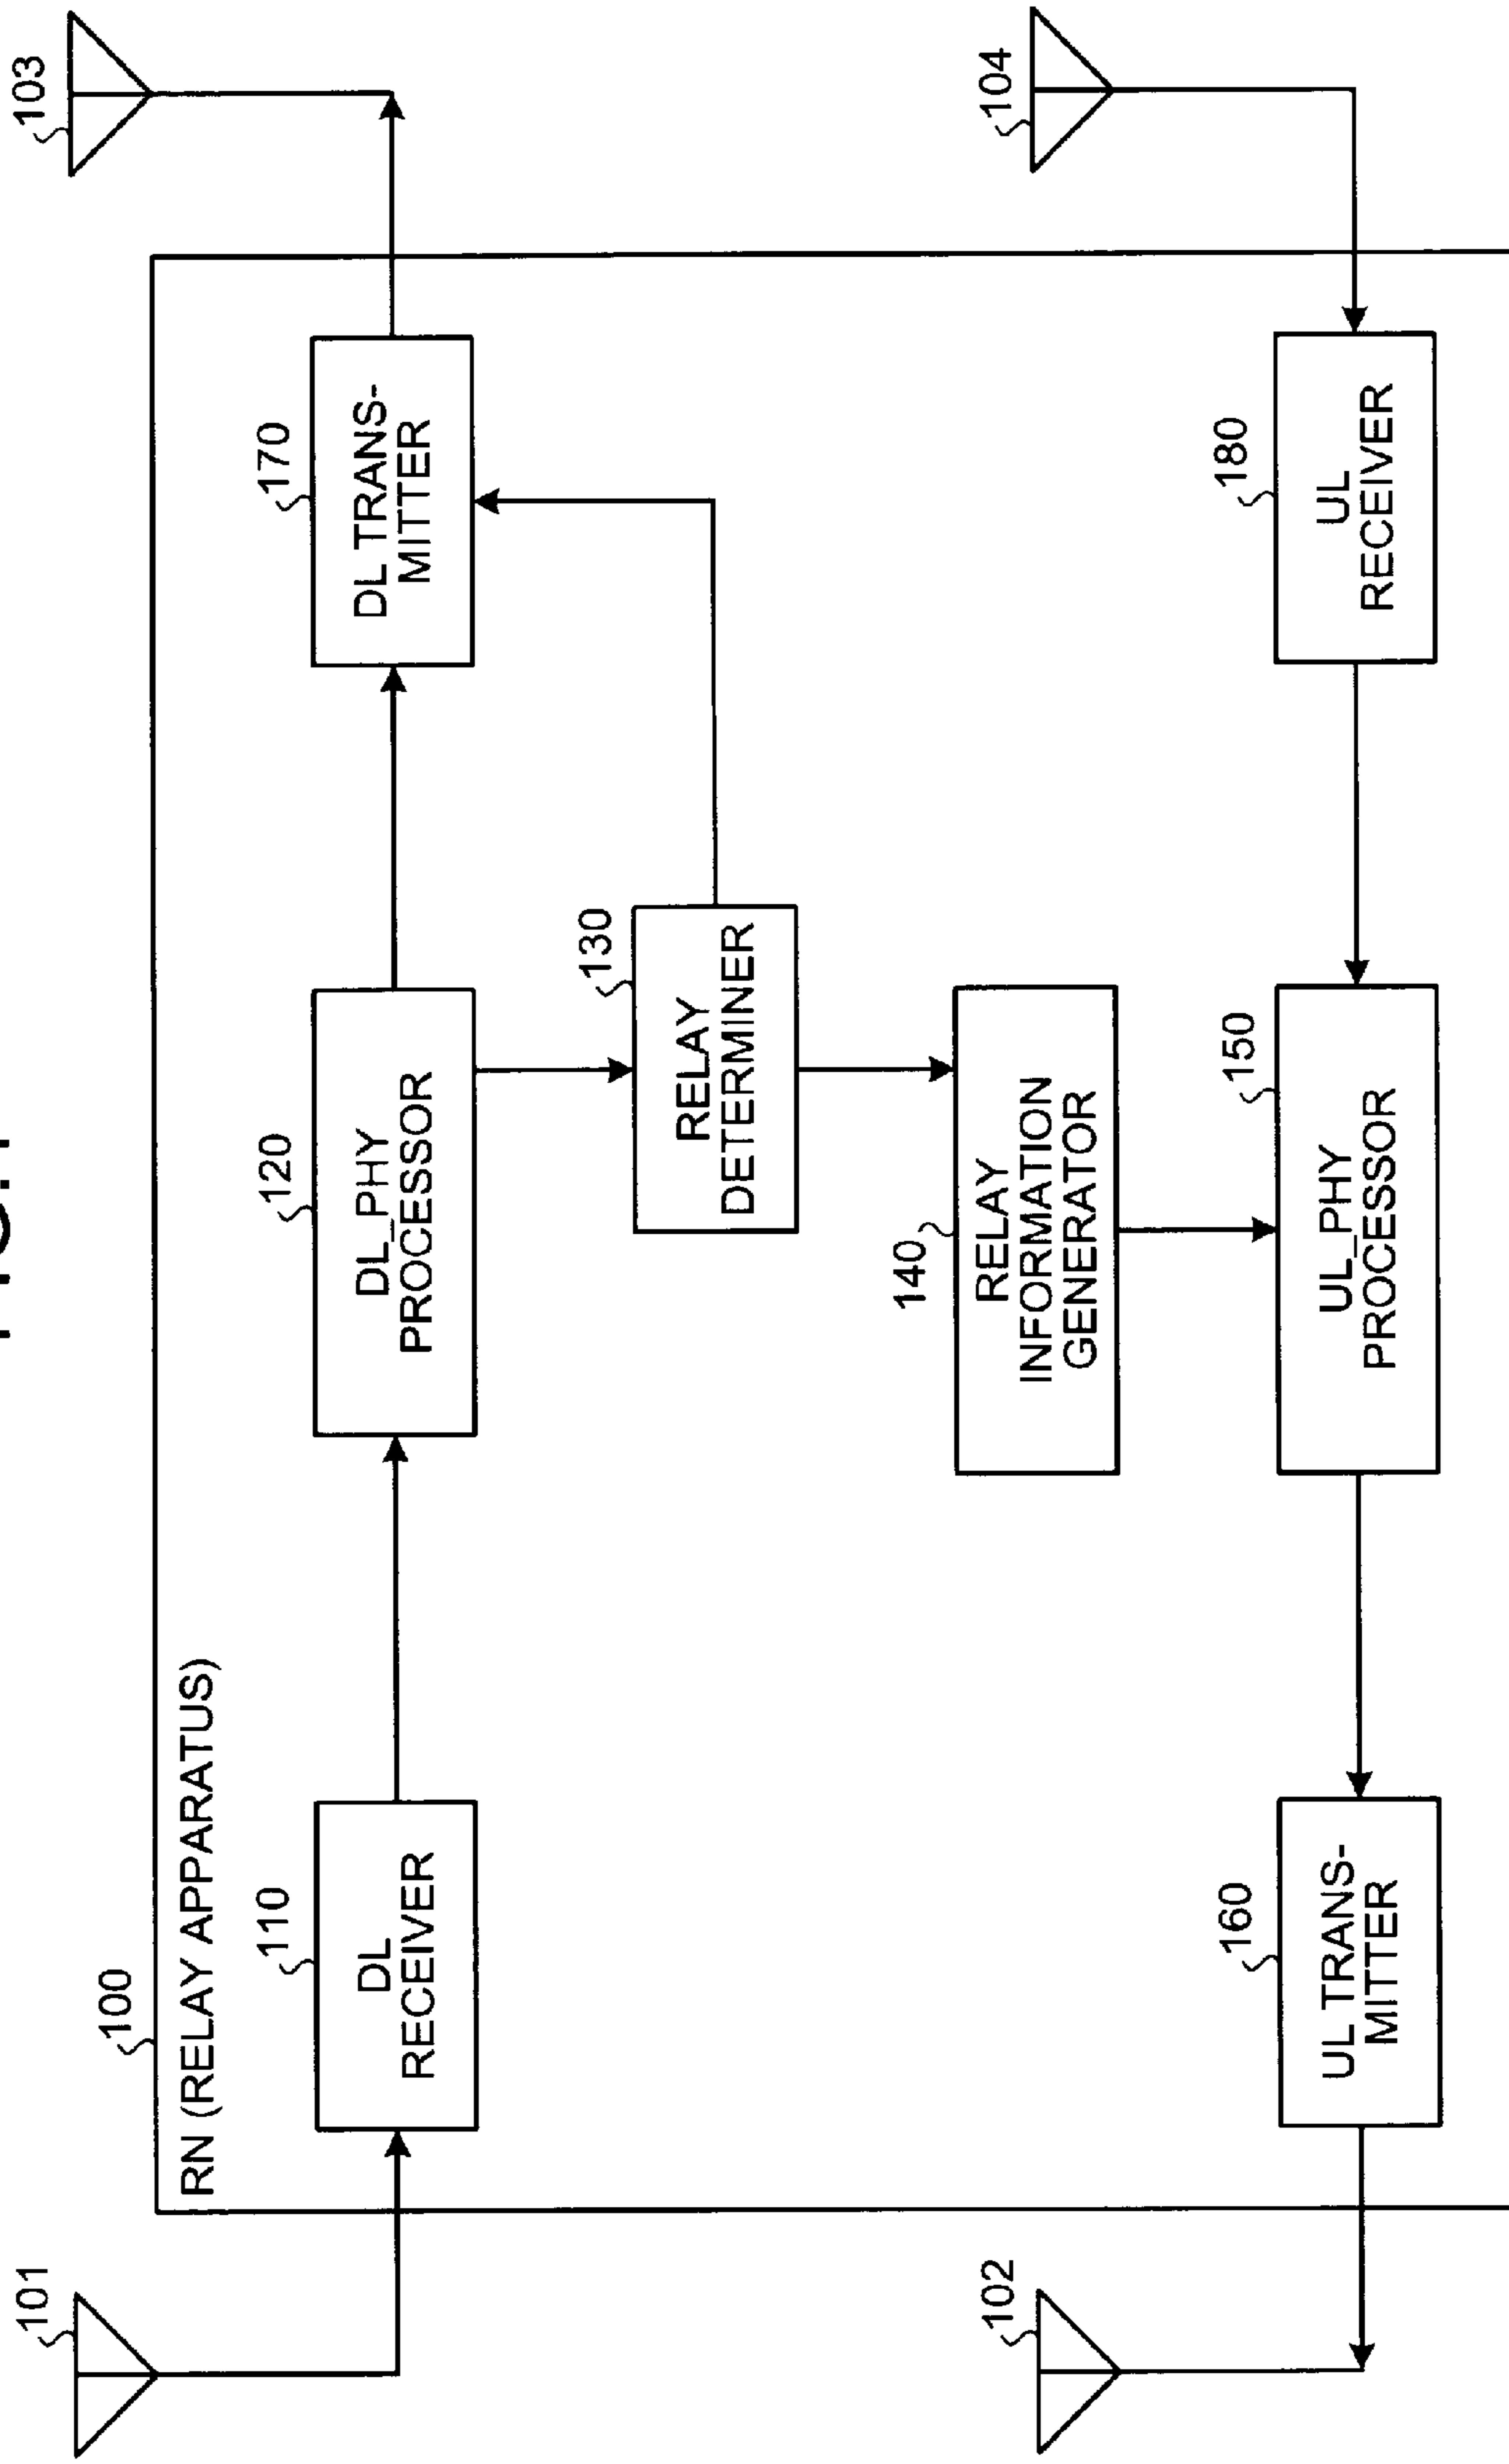 100
RN (RELAY APPARATUS)
101
110
DL
RECEIVER
120
DL_PHY
PROCESSOR
170
DL TRANS-
MITTER
103
130
RELAY
DETERMINER
140
RELAY
INFORMATION
GENERATOR
102
160
UL TRANS-
MITTER
150
UL_PHY
PROCESSOR
180
UL
RECEIVER
104